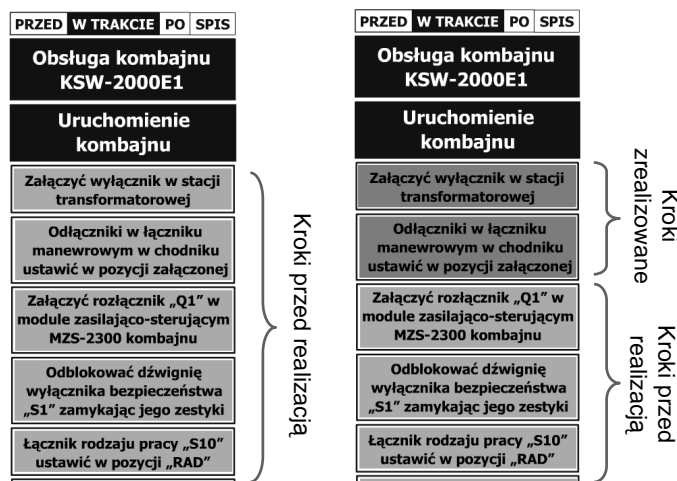 PRZED W TRAKCIE PO SPIS
Obsługa kombajnu
KSW-2000E1
Uruchomienie
kombajnu
Załączyć wyłącznik w stacji
transformatorowej
Odłączniki w łączniku
manewrowym w chodniku
ustawić w pozycji załączonej
Załączyć rozłącznik „Q1” w
module zasilająco-sterującym
MZS-2300 kombajnu
Odblokować dźwignię
wyłącznika bezpieczeństwa
„S1” zamykając jego zestyki
Łącznik rodzaju pracy „S10”
ustawić w pozycji „RAD”
Kroki przed realizacją
PRZED W TRAKCIE PO SPIS
Obsługa kombajnu
KSW-2000E1
Uruchomienie
kombajnu
Załączyć wyłącznik w stacji
transformatorowej
Odłączniki w łączniku
manewrowym w chodniku
ustawić w pozycji załączonej
Załączyć rozłącznik „Q1” w
module zasilająco-sterującym
MZS-2300 kombajnu
Odblokować dźwignię
wyłącznika bezpieczeństwa
„S1” zamykając jego zestyki
Łącznik rodzaju pracy „S10”
ustawić w pozycji „RAD”
Kroki
zrealizowane
Kroki przed
realizacją